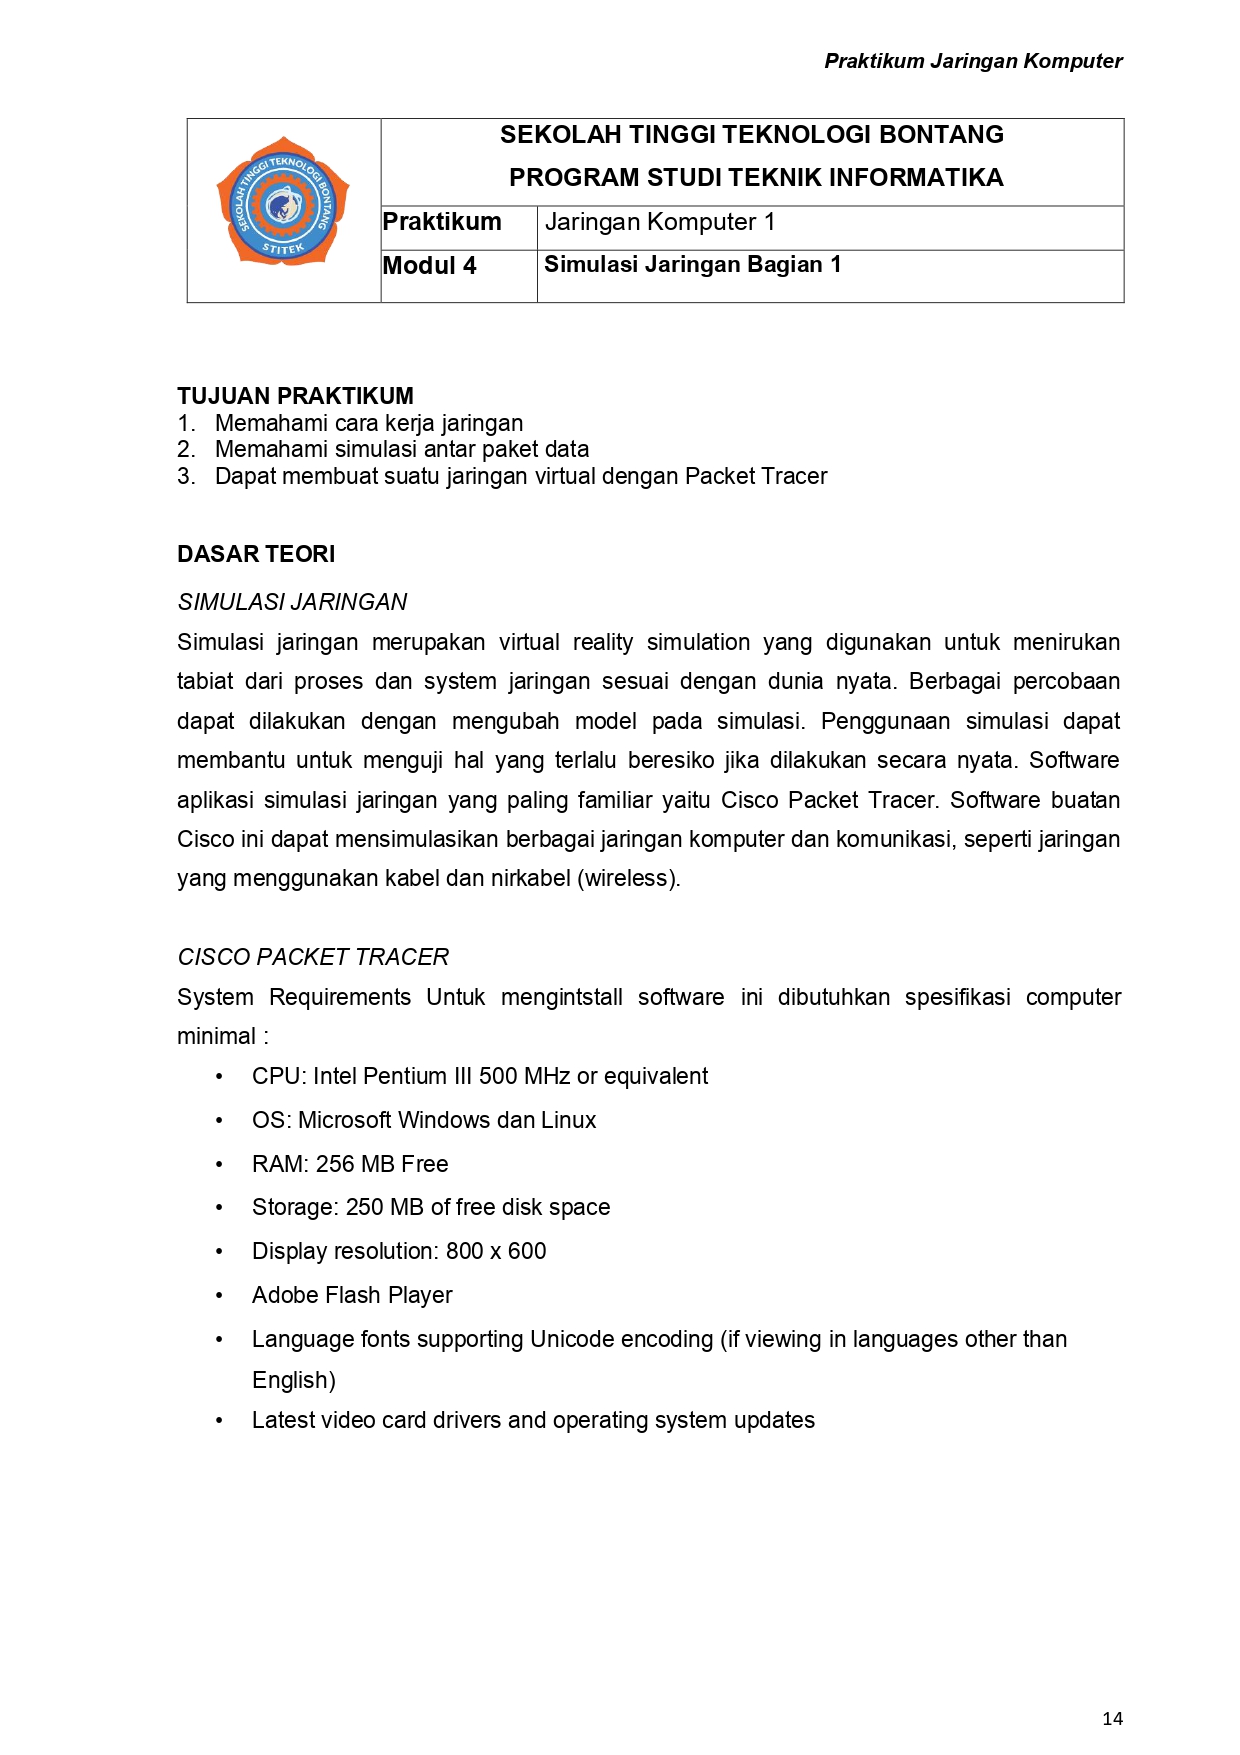 Praktikum Jaringan Komputer
SEKOLAH TINGGI TEKNOLOGI BONTANG
STITEK
SEKOLAH TINGGI TEKNOLOGI BONTANG
PROGRAM STUDI TEKNIK INFORMATIKA
Praktikum Jaringan Komputer 1
Modul 4 Simulasi Jaringan Bagian 1
TUJUAN PRAKTIKUM
1. Memahami cara kerja jaringan
2. Memahami simulasi antar paket data
3. Dapat membuat suatu jaringan virtual dengan Packet Tracer
DASAR TEORI
SIMULASI JARINGAN
Simulasi jaringan merupakan virtual reality simulation yang digunakan untuk menirukan
tabiat dari proses dan system jaringan sesuai dengan dunia nyata. Berbagai percobaan
dapat dilakukan dengan mengubah model pada simulasi. Penggunaan simulasi dapat
membantu untuk menguji hal yang terlalu beresiko jika dilakukan secara nyata. Software
aplikasi simulasi jaringan yang paling familiar yaitu Cisco Packet Tracer. Software buatan
Cisco ini dapat mensimulasikan berbagai jaringan komputer dan komunikasi, seperti jaringan
yang menggunakan kabel dan nirkabel (wireless).
CISCO PACKET TRACER
System Requirements Untuk mengintstall software ini dibutuhkan spesifikasi computer
minimal :
• CPU: Intel Pentium III 500 MHz or equivalent
• OS: Microsoft Windows dan Linux
• RAM: 256 MB Free
• Storage: 250 MB of free disk space
• Display resolution: 800 x 600
• Adobe Flash Player
• Language fonts supporting Unicode encoding (if viewing in languages other than
English)
• Latest video card drivers and operating system updates
14